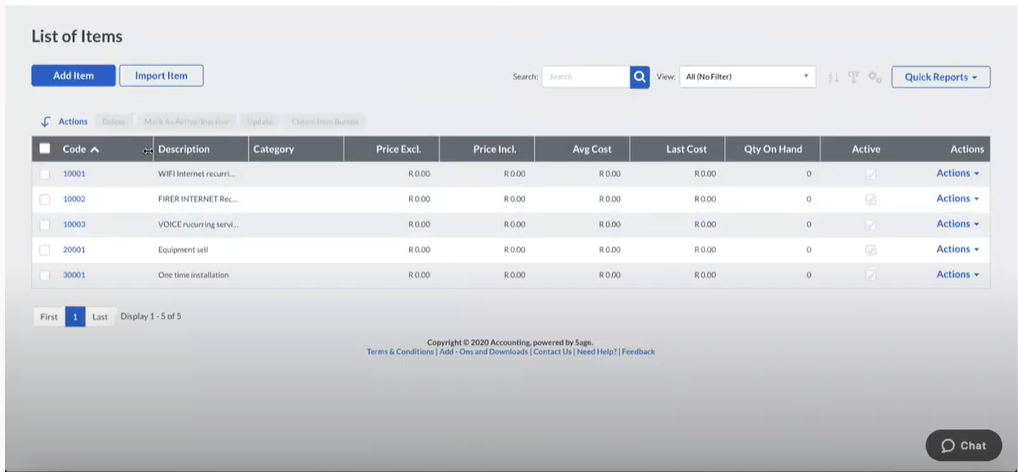 List of Items
Add Item Import Item Search: Search View: All (No Filter) Quick Reports
Actions Delete Mark As Active/Inactive Update Create Item Bundle
Code Description Category Price Excl. Price Incl. Avg Cost Last Cost Qty On Hand Active Actions
10001 WIFI Internet recurri... R 0.00 R 0.00 R 0.00 R 0.00 0 Actions
10002 FIRER INTERNET Rec... R 0.00 R 0.00 R 0.00 R 0.00 0 Actions
10003 VOICE rucurring servi... R 0.00 R 0.00 R 0.00 R 0.00 0 Actions
20001 Equipment sell R 0.00 R 0.00 R 0.00 R 0.00 0 Actions
30001 One time installation R 0.00 R 0.00 R 0.00 R 0.00 0 Actions
First 1 Last Display 1 - 5 of 5
Copyright © 2020 Accounting, powered by Sage.
Terms & Conditions | Add - Ons and Downloads | Contact Us | Need Help? | Feedback
Chat